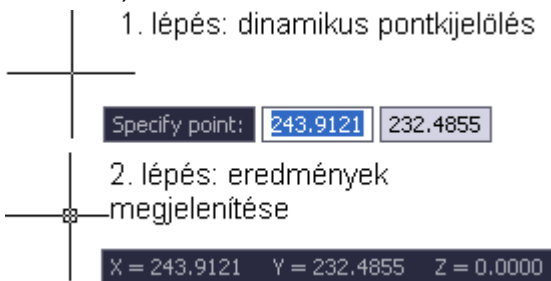 1. lépés: dinamikus pontkijelölés
Specify point: 243.9121 232.4855
2. lépés: eredmények
megjelenítése
X = 243.9121 Y = 232.4855 Z = 0.0000